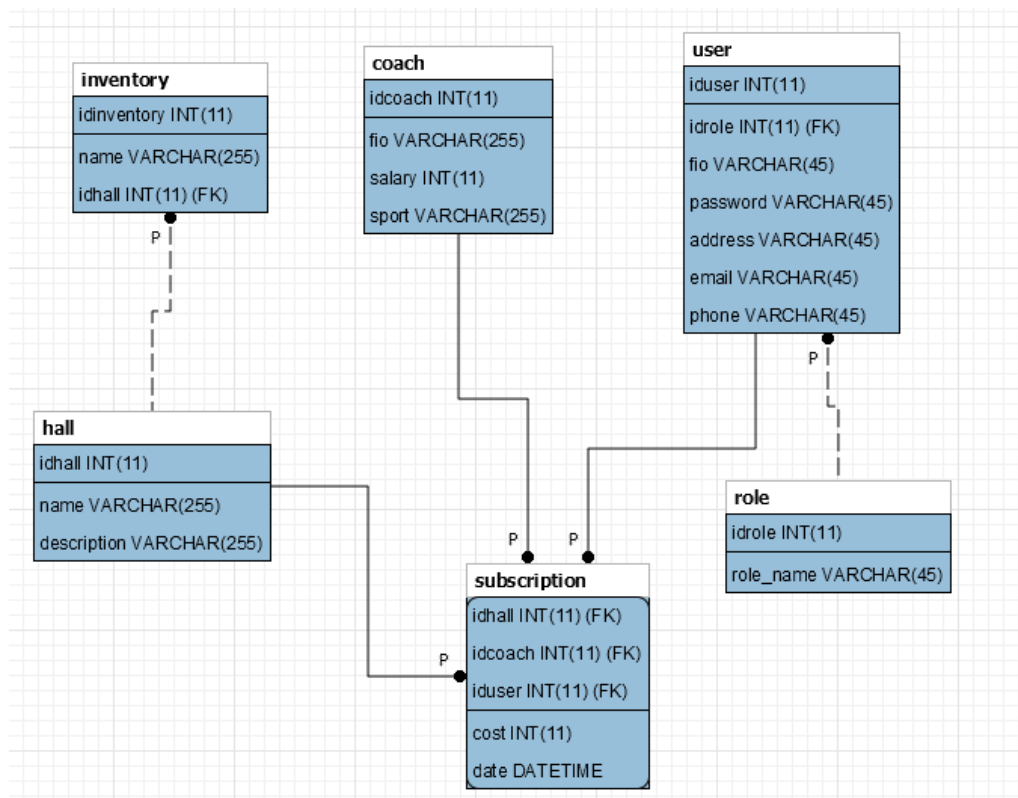 inventory
idinventory INT(11)
name VARCHAR(255)
idhall INT(11) (FK)
P
coach
idcoach INT(11)
fio VARCHAR(255)
salary INT(11)
sport VARCHAR(255)
user
iduser INT(11)
idrole INT(11) (FK)
fio VARCHAR(45)
password VARCHAR(45)
address VARCHAR(45)
email VARCHAR(45)
phone VARCHAR(45)
P
hall
idhall INT(11)
name VARCHAR(255)
description VARCHAR(255)
role
idrole INT(11)
role_name VARCHAR(45)
P
P
P
subscription
idhall INT(11) (FK)
idcoach INT(11) (FK)
iduser INT(11) (FK)
cost INT(11)
date DATETIME